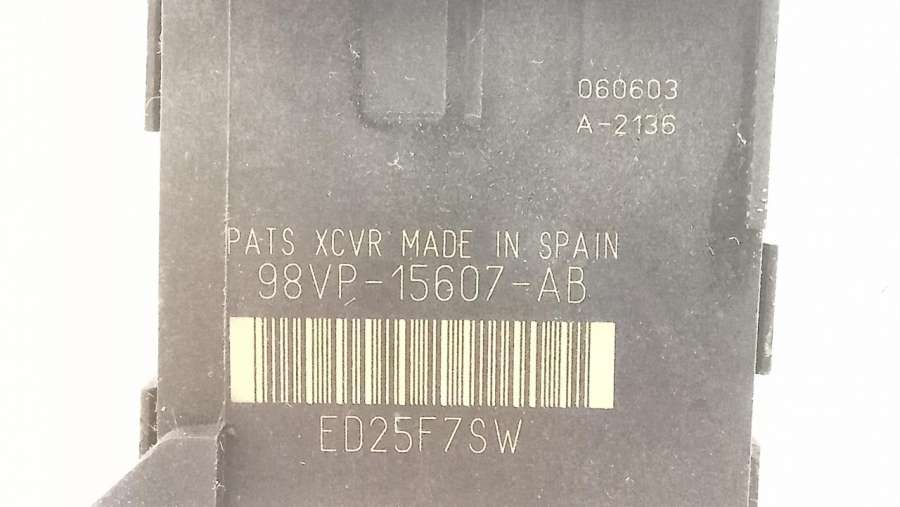 060603
A-2136
PATS XCVR MADE IN SPAIN
98VP-15607-AB
ED25F7SW